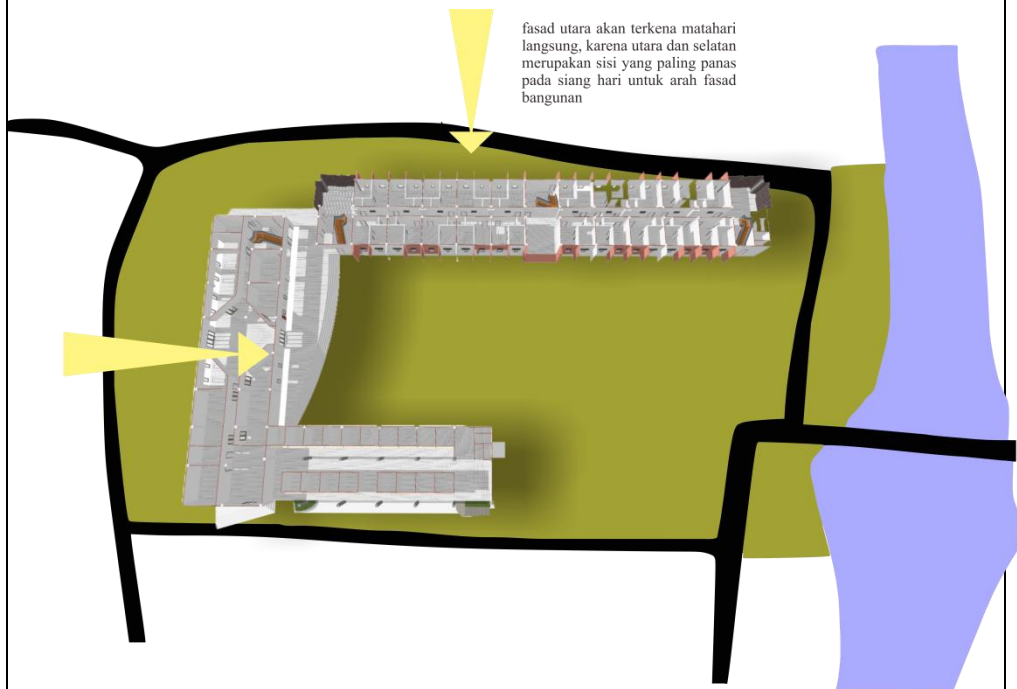 fasad utara akan terkena matahari
langsung, karena utara dan selatan
merupakan sisi yang paling panas
pada siang hari untuk arah fasad
bangunan